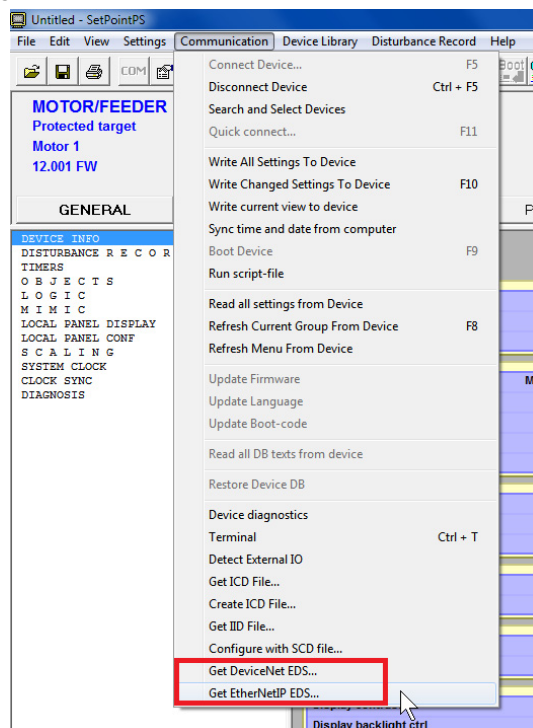 Untitled - SetPointPS
File Edit View Settings Communication Device Library Disturbance Record Help
COM
Boot
MOTOR/FEEDER
Protected target
Motor 1
12.001 FW
GENERAL
P
DEVICE INFO
DISTURBANCE R E C O R
TIMERS
O B J E C T S
L O G I C
M I M I C
LOCAL PANEL DISPLAY
LOCAL PANEL CONF
S C A L I N G
SYSTEM CLOCK
CLOCK SYNC
DIAGNOSIS
Connect Device... F5
Disconnect Device Ctrl + F5
Search and Select Devices
Quick connect... F11
Write All Settings To Device
Write Changed Settings To Device F10
Write current view to device
Sync time and date from computer
Boot Device F9
Run script-file
Read all settings from Device
Refresh Current Group From Device F8
Refresh Menu From Device
Update Firmware
Update Language
Update Boot-code
Read all DB texts from device
Restore Device DB
Device diagnostics
Terminal Ctrl + T
Detect External IO
Get ICD File...
Create ICD File...
Get IID File...
Configure with SCD file...
Get DeviceNet EDS...
Get EtherNetIP EDS...
M
Display backlight ctrl